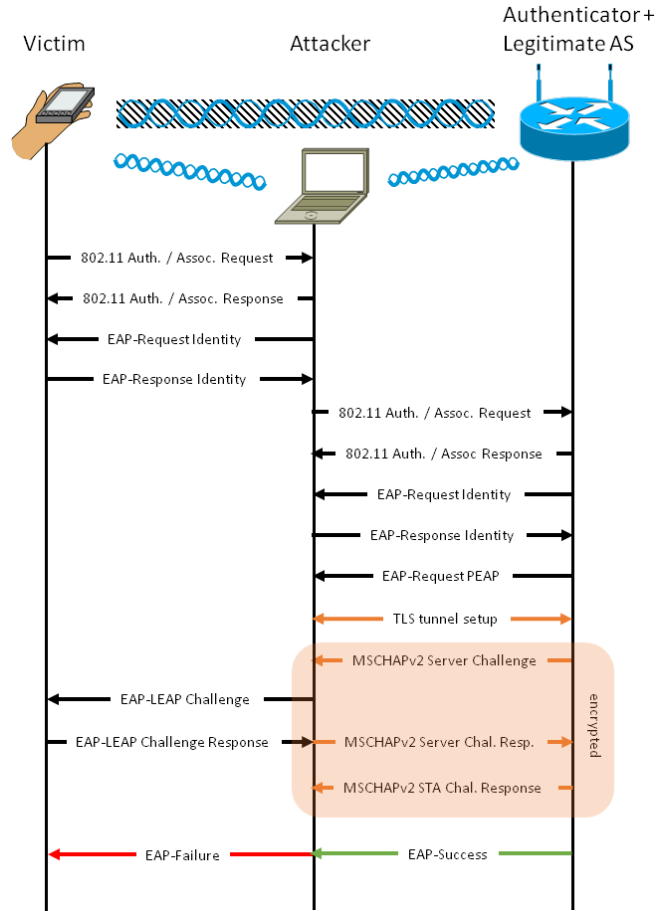 Victim
Attacker
Authenticator +
Legitimate AS
802.11 Auth. / Assoc. Request
802.11 Auth. / Assoc. Response
EAP-Request Identity
EAP-Response Identity
802.11 Auth. / Assoc. Request
802.11 Auth. / Assoc Response
EAP-Request Identity
EAP-Response Identity
EAP-Request PEAP
TLS tunnel setup
MSCHAPv2 Server Challenge
encrypted
EAP-LEAP Challenge
EAP-LEAP Challenge Response
MSCHAPv2 Server Chal. Resp.
MSCHAPv2 STA Chal. Response
EAP-Failure
EAP-Success